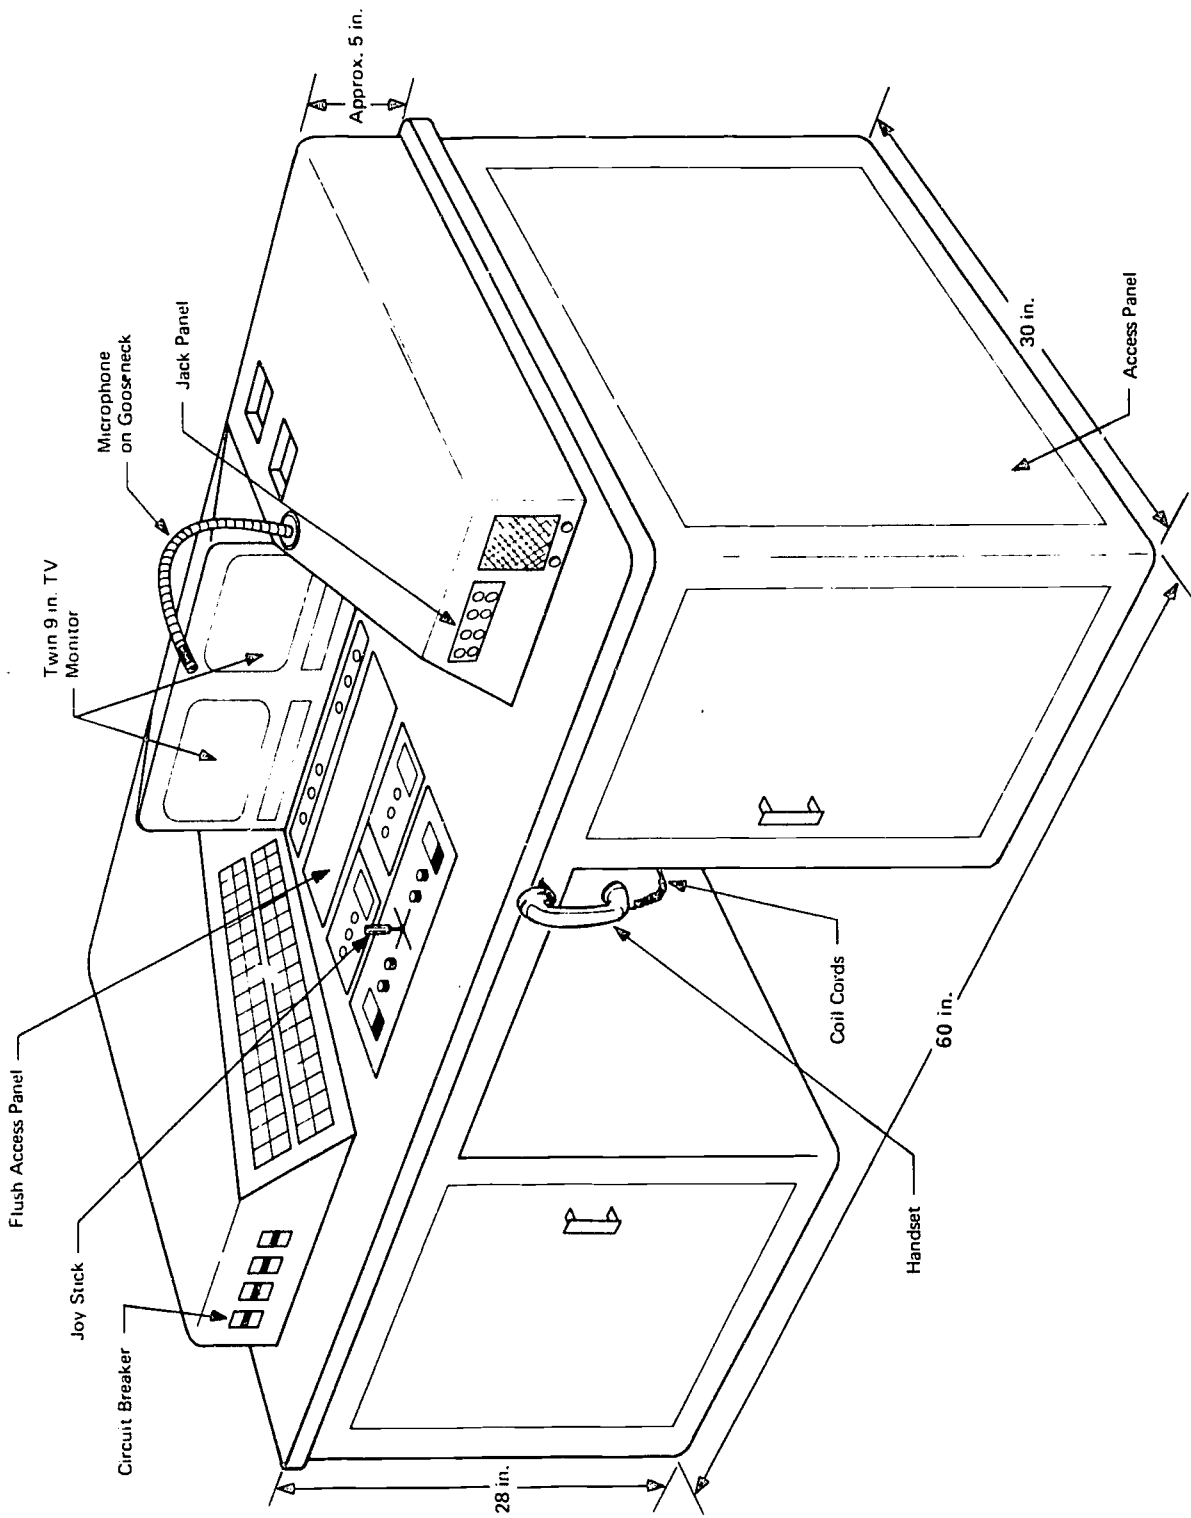 Flush Access Panel
Joy Stick
Circuit Breaker
Twin 9 in. TV
Monitor
Microphone
on Gooseneck
Jack Panel
Approx. 5 in.
28 in.
Handset
Coil Cords
60 in.
30 in.
Access Panel